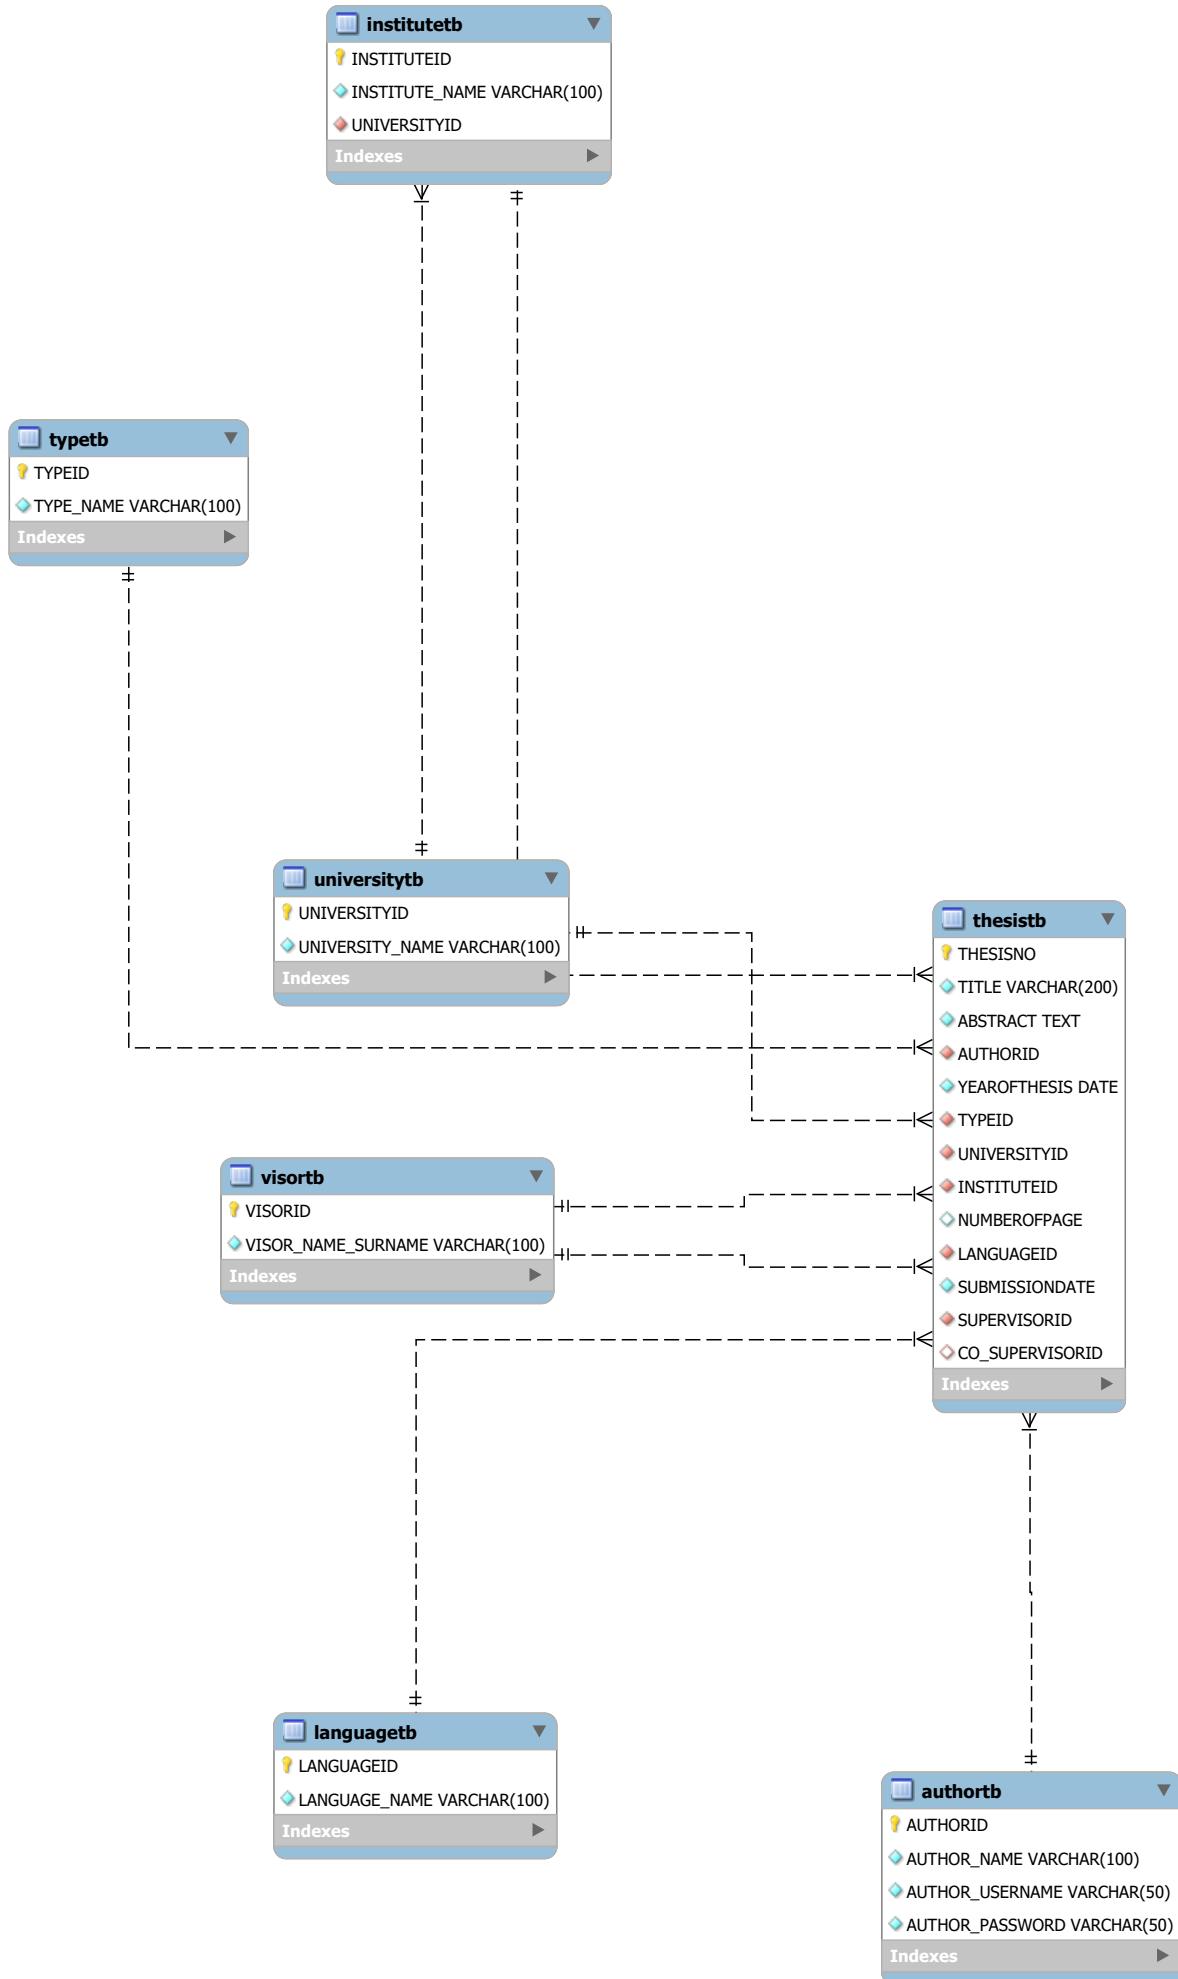 institutetb
INSTITUTEID
INSTITUTE_NAME VARCHAR(100)
UNIVERSITYID
Indexes
typetb
TYPEID
TYPE_NAME VARCHAR(100)
Indexes
universitytb
UNIVERSITYID
UNIVERSITY_NAME VARCHAR(100)
Indexes
thesistb
THESISNO
TITLE VARCHAR(200)
ABSTRACT TEXT
AUTHORID
YEAROFTHESIS DATE
TYPEID
UNIVERSITYID
INSTITUTEID
NUMBEROFPAGE
LANGUAGEID
SUBMISSIONDATE
SUPERVISORID
CO_SUPERVISORID
Indexes
visortb
VISORID
VISOR_NAME_SURNAME VARCHAR(100)
Indexes
languagetb
LANGUAGEID
LANGUAGE_NAME VARCHAR(100)
Indexes
authortb
AUTHORID
AUTHOR_NAME VARCHAR(100)
AUTHOR_USERNAME VARCHAR(50)
AUTHOR_PASSWORD VARCHAR(50)
Indexes